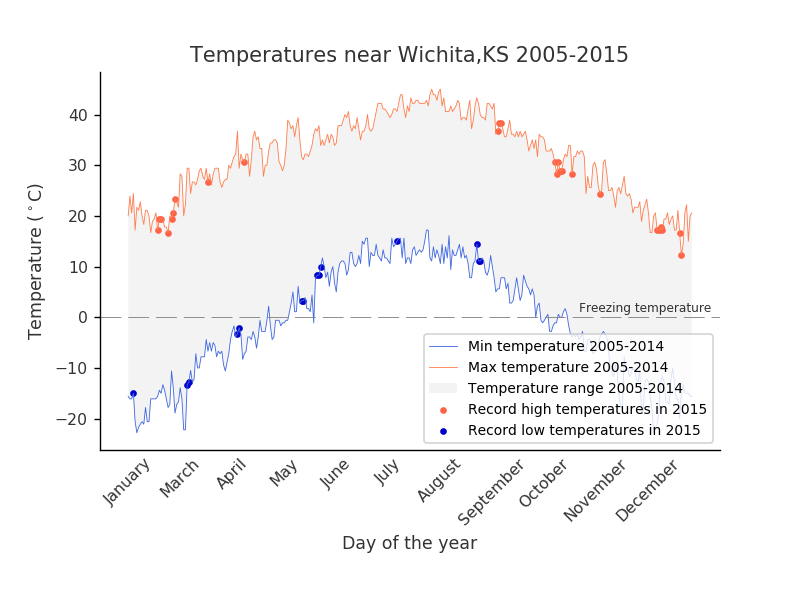 Temperatures near Wichita,KS 2005-2015
Temperature (°C)
40
30
20
10
0
−10
−20
Freezing temperature
Min temperature 2005-2014
Max temperature 2005-2014
Temperature range 2005-2014
Record high temperatures in 2015
Record low temperatures in 2015
January
March
April
May
June
July
August
September
October
November
December
Day of the year